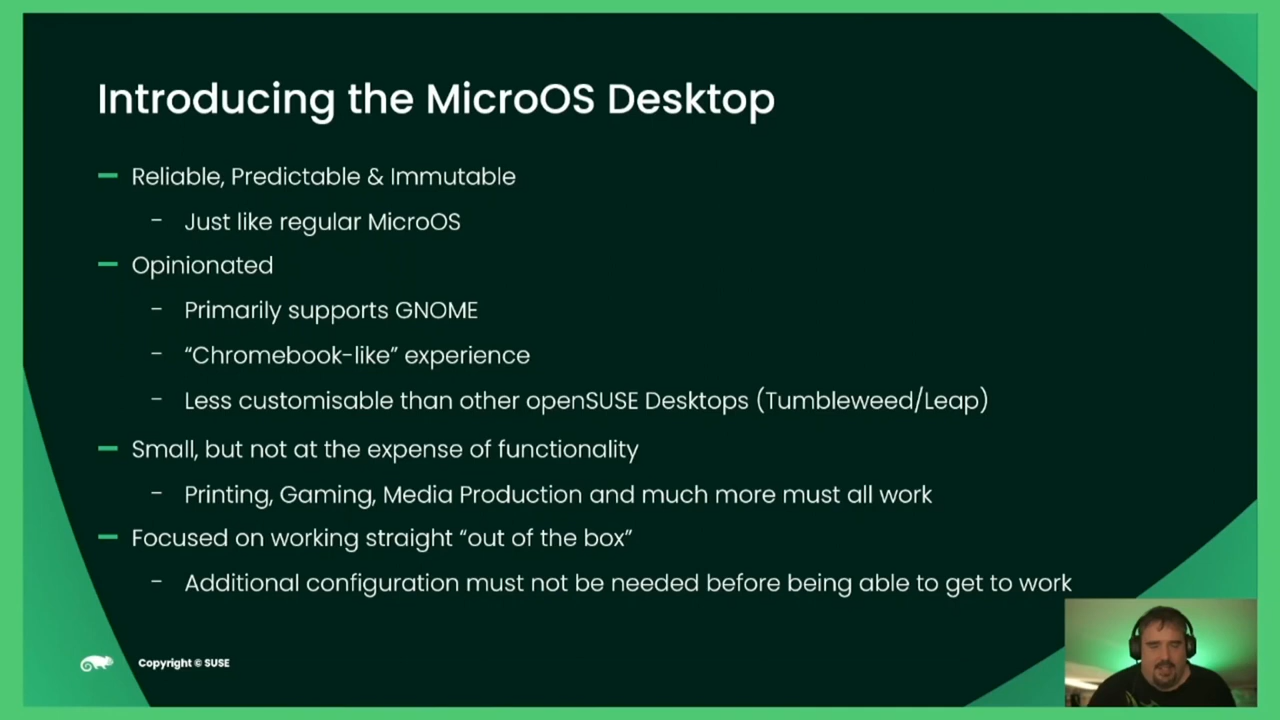 Introducing the MicroOS Desktop
— Reliable, Predictable & Immutable
- Just like regular MicroOS
— Opinionated
- Primarily supports GNOME
- “Chromebook-like” experience
- Less customisable than other openSUSE Desktops (Tumbleweed/Leap)
— Small, but not at the expense of functionality
- Printing, Gaming, Media Production and much more must all work
— Focused on working straight “out of the box”
- Additional configuration must not be needed before being able to get to work
Copyright © SUSE